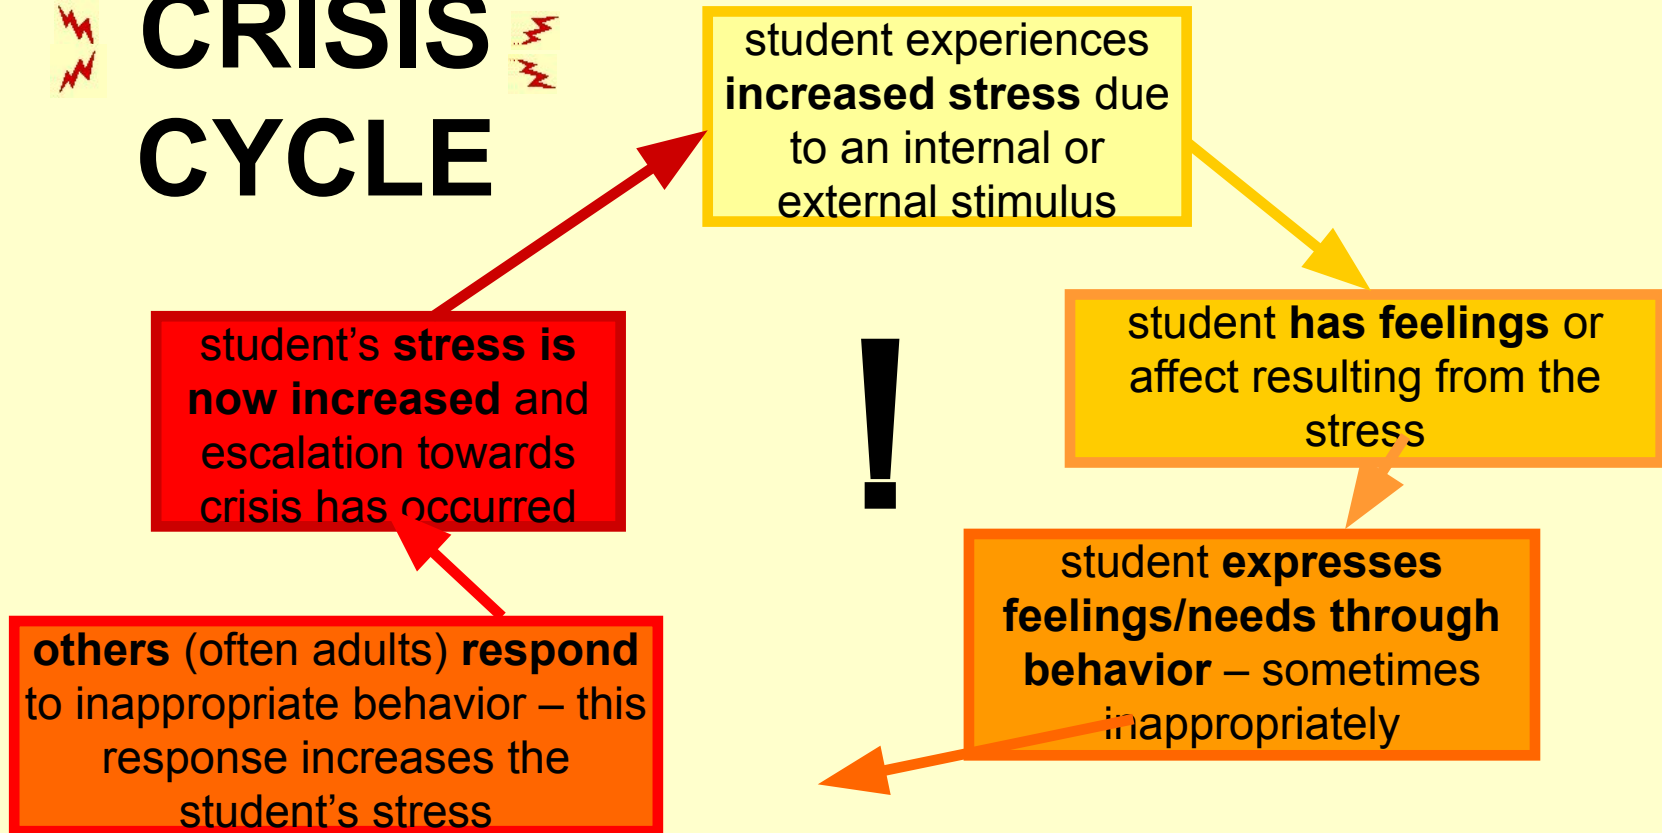 CRISIS
CYCLE
student experiences
increased stress due
to an internal or
external stimulus
student has feelings or
affect resulting from the
stress
student expresses
feelings/needs through
behavior – sometimes
inappropriately
others (often adults) respond
to inappropriate behavior – this
response increases the
student’s stress
student’s stress is
now increased and
escalation towards
crisis has occurred
!